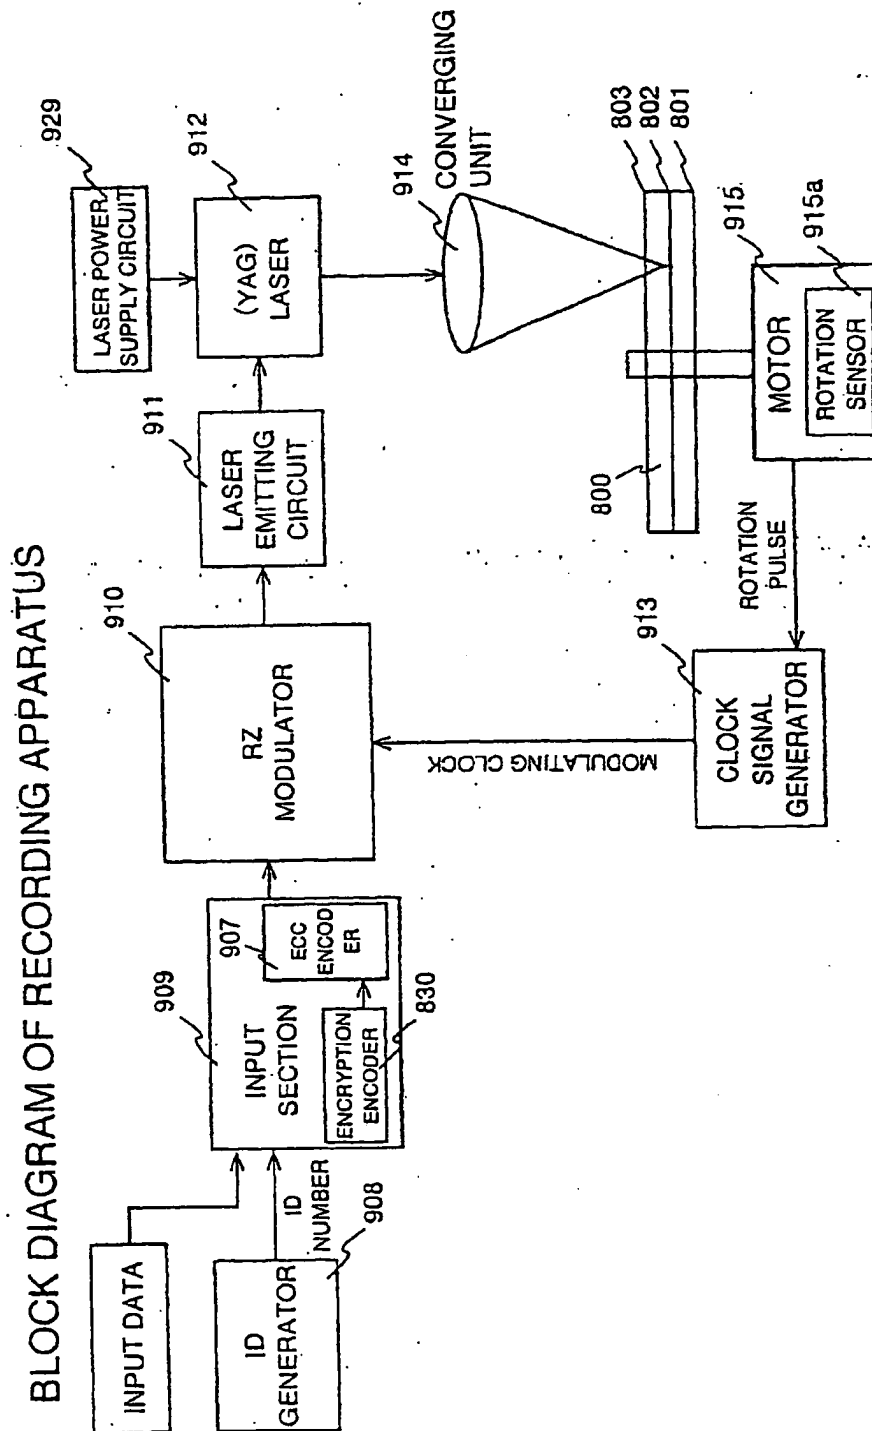 BLOCK DIAGRAM OF RECORDING APPARATUS
INPUT DATA
ID
GENERATOR
908
ID
NUMBER
909
INPUT
SECTION
907
ECC
ENCOD
ER
ENCRYPTION
ENCODER
830
910
RZ
MODULATOR
MODULATING CLOCK
911
LASER
EMITTING
CIRCUIT
LASER POWER
SUPPLY CIRCUIT
929
(YAG)
LASER
912
914
CONVERGING
UNIT
803
802
801
800
915
915a
MOTOR
ROTATION
SENSOR
ROTATION
PULSE
913
CLOCK
SIGNAL
GENERATOR